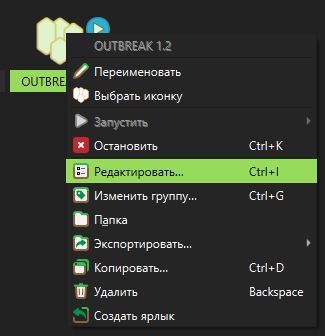 OUTBREAK 1.2
OUTBRE
Переименовать
Выбрать иконку
Запустить
Остановить Ctrl+K
Редактировать... Ctrl+I
Изменить группу... Ctrl+G
Папка
Экспортировать...
Копировать... Ctrl+D
Удалить Backspace
Создать ярлык